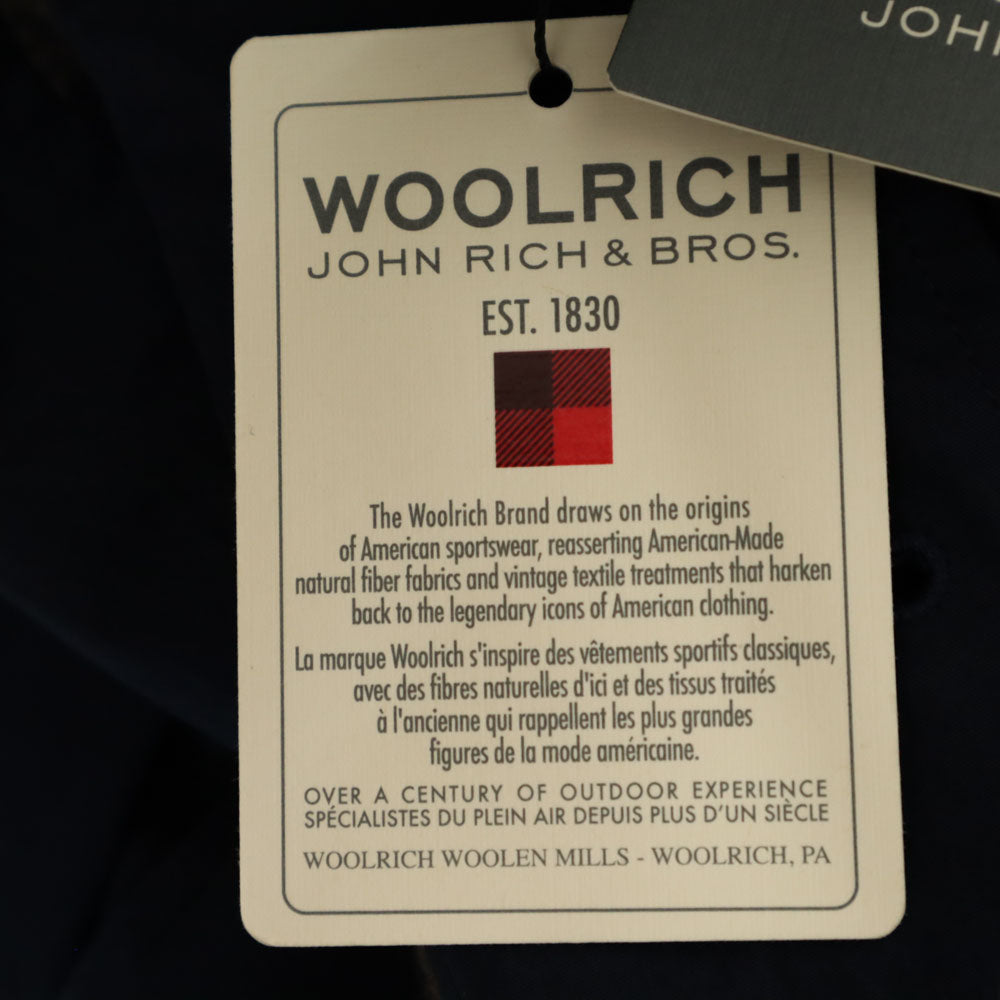 JOHN
WOOLRICH
JOHN RICH & BROS.
EST. 1830
The Woolrich Brand draws on the origins
of American sportswear, reasserting American-Made
natural fiber fabrics and vintage textile treatments that harken
back to the legendary icons of American clothing.
La marque Woolrich s'inspire des vêtements sportifs classiques,
avec des fibres naturelles d'ici et des tissus traités
à l'ancienne qui rappellent les plus grandes
figures de la mode américaine.
OVER A CENTURY OF OUTDOOR EXPERIENCE
SPÉCIALISTES DU PLEIN AIR DEPUIS PLUS D'UN SIÈCLE
WOOLRICH WOOLEN MILLS - WOOLRICH, PA